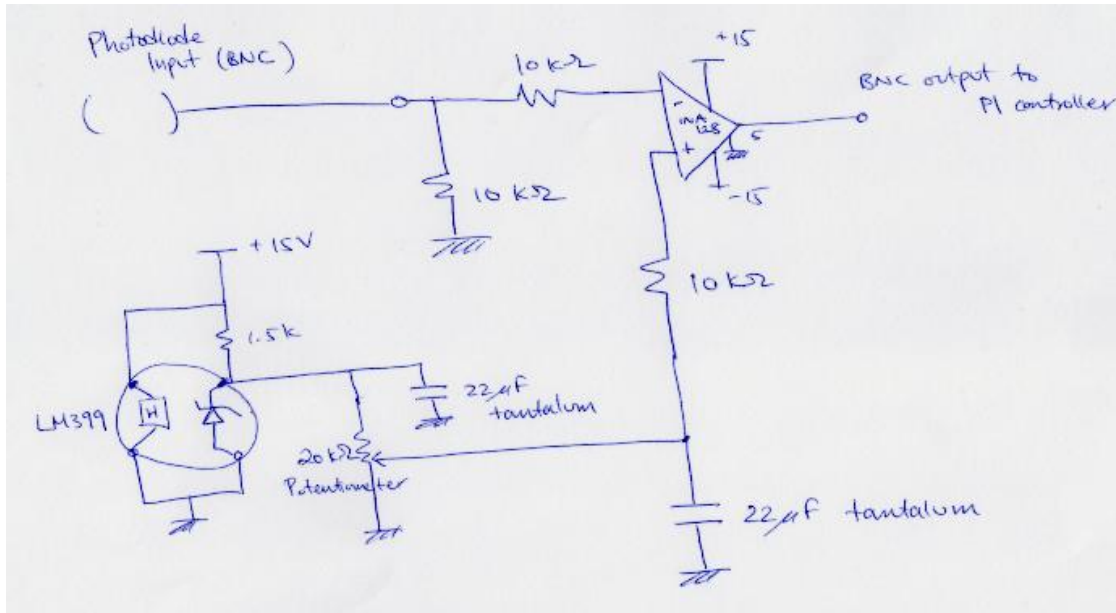 Photodiode
Input (BNC)
10 kΩ
+15
BNC output to
PI controller
-
INA
128
+
5
-15
10 kΩ
10 kΩ
+15V
1.5k
LM399
H
22 µF
tantalum
20kΩ
Potentiometer
22 µF tantalum